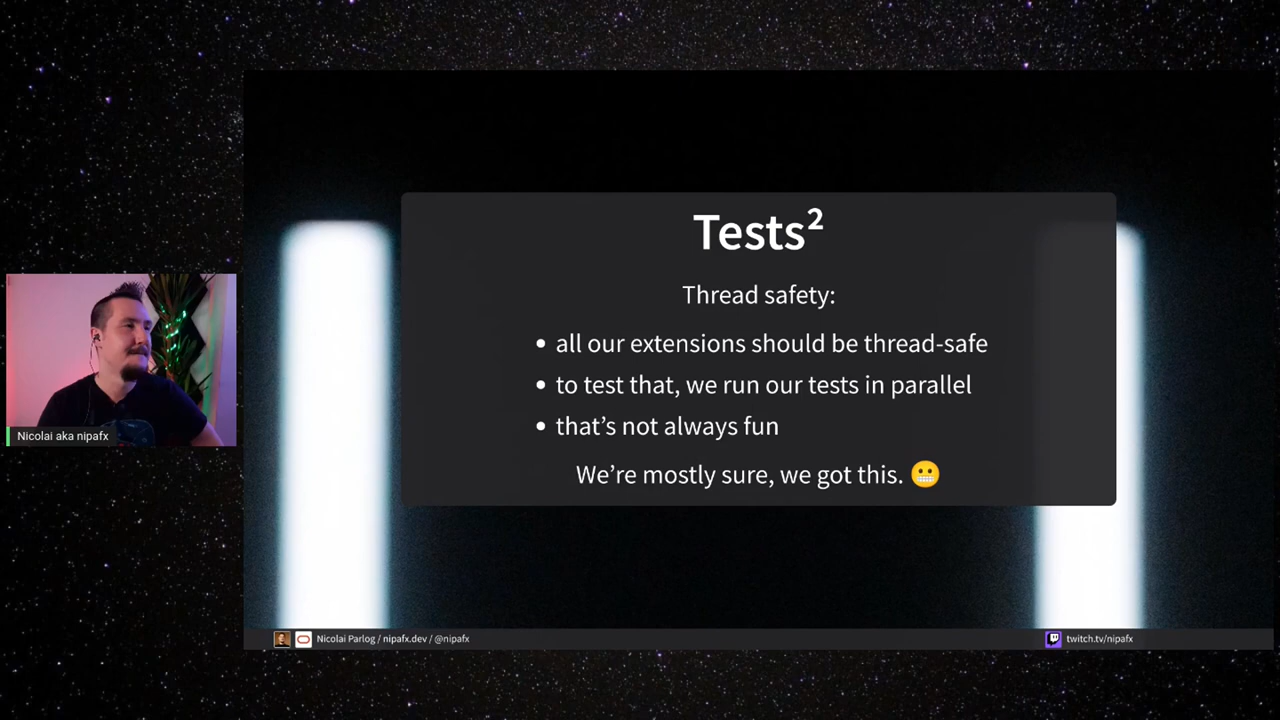 Tests²
Thread safety:
• all our extensions should be thread-safe
• to test that, we run our tests in parallel
• that's not always fun
We're mostly sure, we got this. 😬
Nicolai aka nipafx
Nicolai Parlog / nipafx.dev / @nipafx
twitch.tv/nipafx